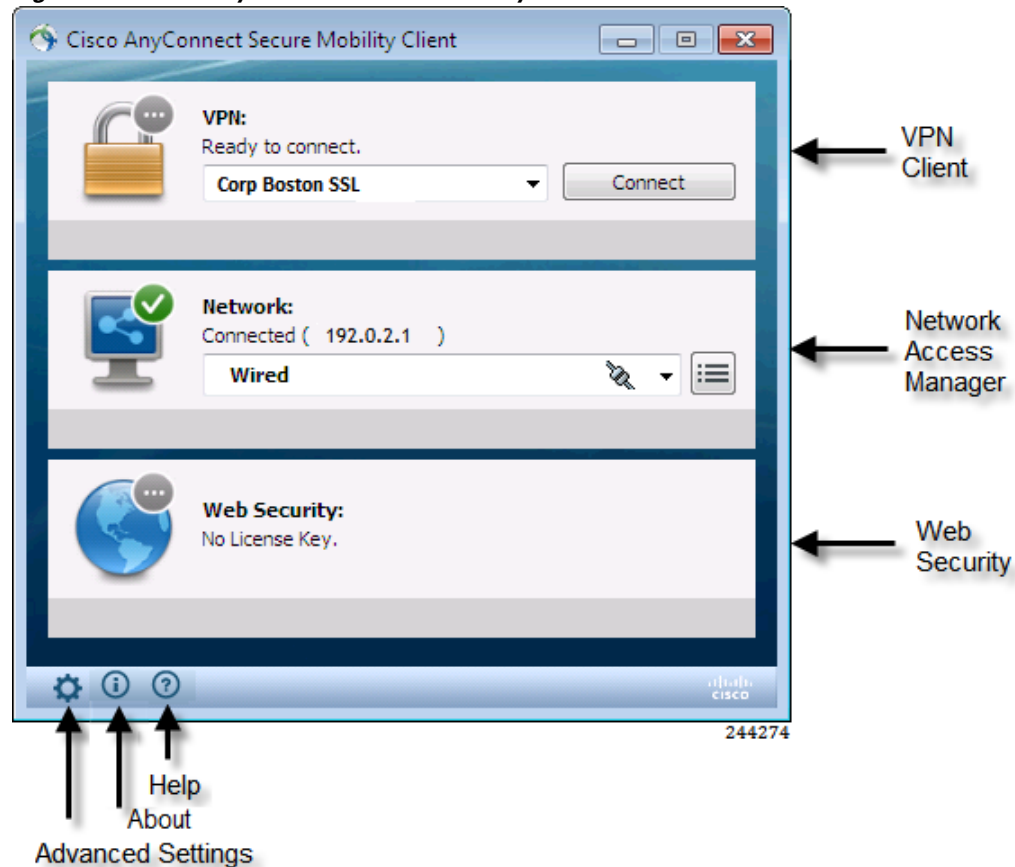 Cisco AnyConnect Secure Mobility Client
VPN:
Ready to connect.
Corp Boston SSL
Connect
VPN
Client
Network:
Connected ( 192.0.2.1 )
Wired
Network
Access
Manager
Web Security:
No License Key.
Web
Security
CISCO
244274
Help
About
Advanced Settings